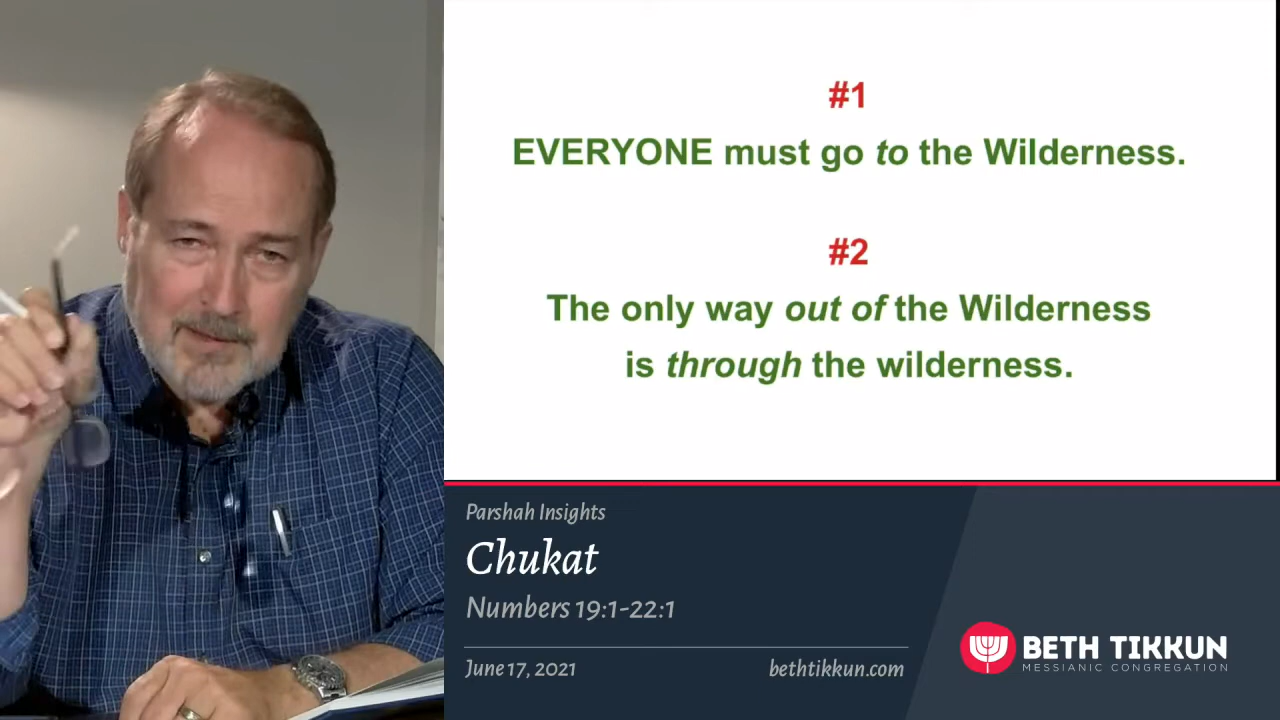 #1
EVERYONE must go to the Wilderness.
#2
The only way out of the Wilderness
is through the wilderness.
Parshah Insights
Chukat
Numbers 19:1-22:1
June 17, 2021
bethtikkun.com
BETH TIKKUN
MESSIANIC CONGREGATION